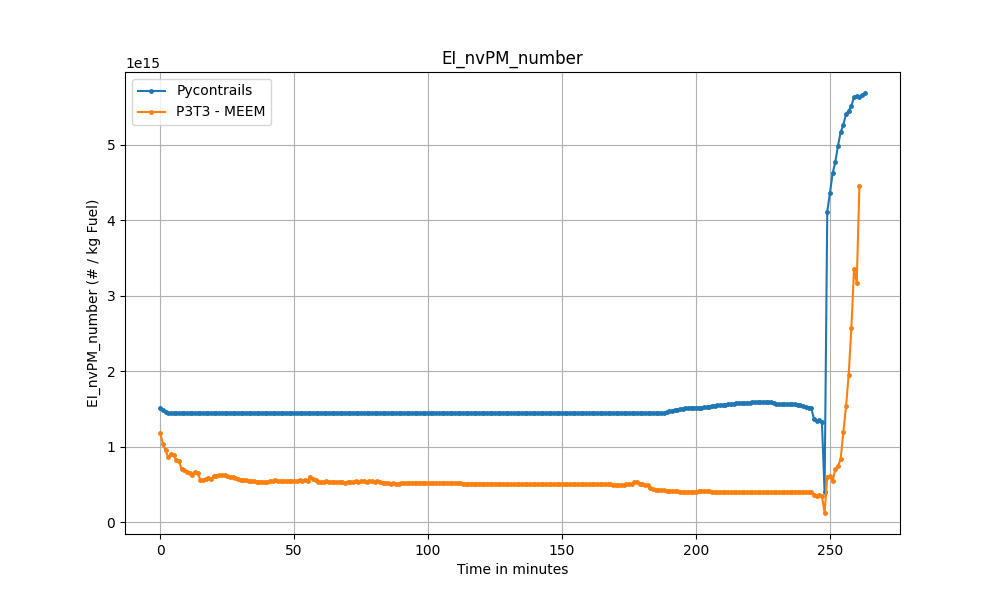 EI_nvPM_number
1e15
Pycontrails
P3T3 - MEEM
EI_nvPM_number (# / kg Fuel)
5
4
3
2
1
0
0 50 100 150 200 250
Time in minutes